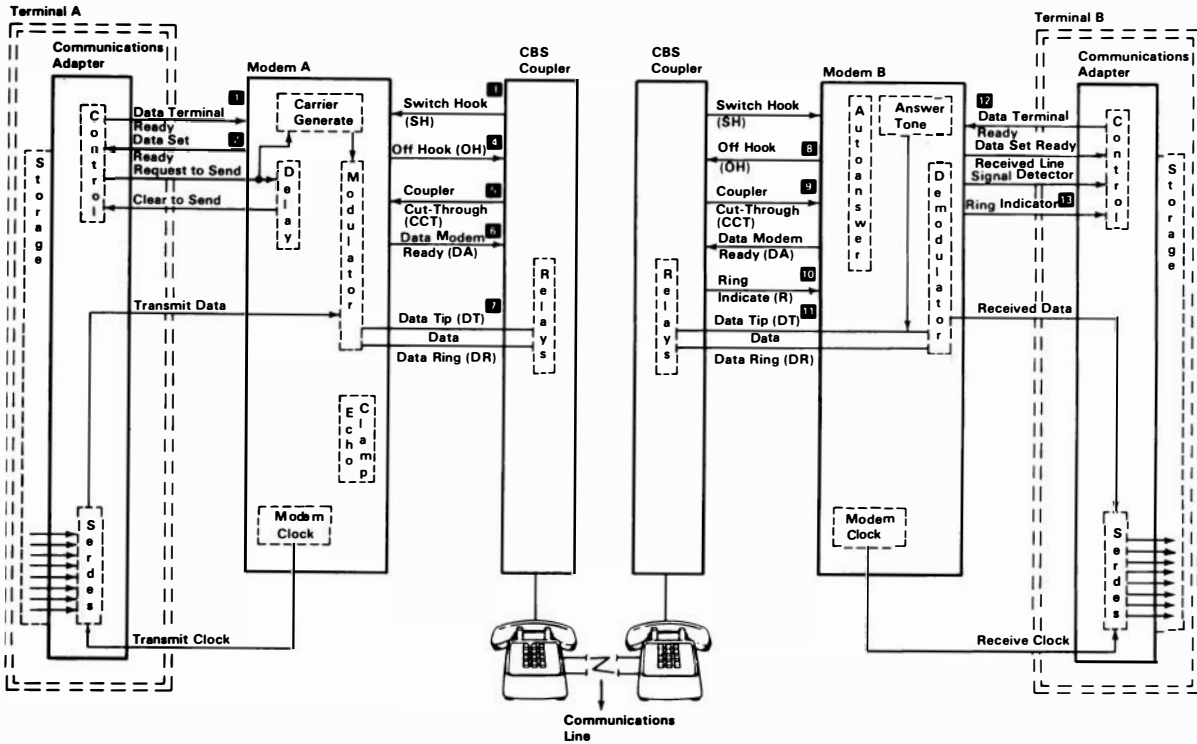 Terminal A
Communications
Adapter
Control
Storage
Serdes
1
Data Terminal
Ready
Data Set
Ready
Request to Send
Clear to Send
Transmit Data
Transmit Clock
Modem A
Carrier
Generate
Delay
Modulator
Echo
Clamp
Modem
Clock
CBS
Coupler
Switch Hook
(SH)
4
Off Hook (OH)
Coupler
Cut-Through
(CCT)
6
Data Modem
Ready (DA)
7
Data Tip (DT)
Data
Data Ring (DR)
Relays
CBS
Coupler
Relays
Switch Hook
(SH)
8
Off Hook
(OH)
9
Coupler
Cut-Through
(CCT)
Data Modem
Ready (DA)
10
Ring
Indicate (R)
11
Data Tip (DT)
Data
Data Ring (DR)
Modem B
Autoanswer
Answer
Tone
Demodulator
Modem
Clock
12
Data Terminal
Ready
Data Set Ready
Received Line
Signal Detector
Ring Indicator 13
Received Data
Receive Clock
Terminal B
Communications
Adapter
Control
Storage
Serdes
Communications
Line